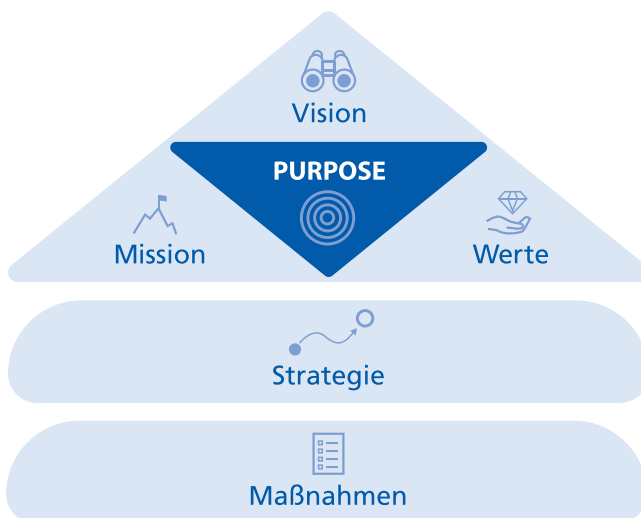 Vision
PURPOSE
Mission
Werte
Strategie
Maßnahmen